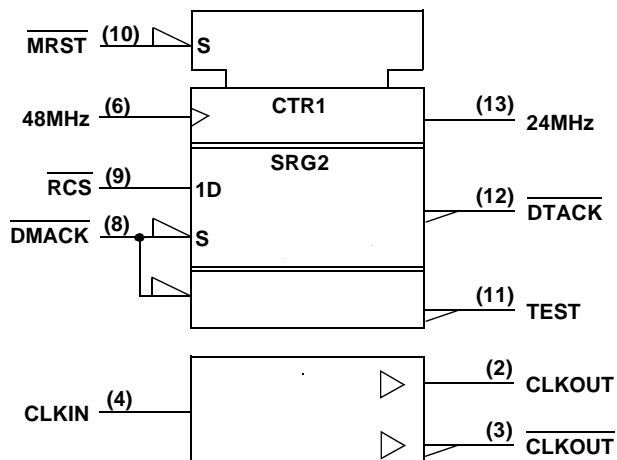 MRST (10) S
CTR1
48MHz (6) (13) 24MHz
SRG2
RCS (9) 1D
(12) DTACK
DMACK (8) S
(11) TEST
(2) CLKOUT
CLKIN (4)
(3) CLKOUT